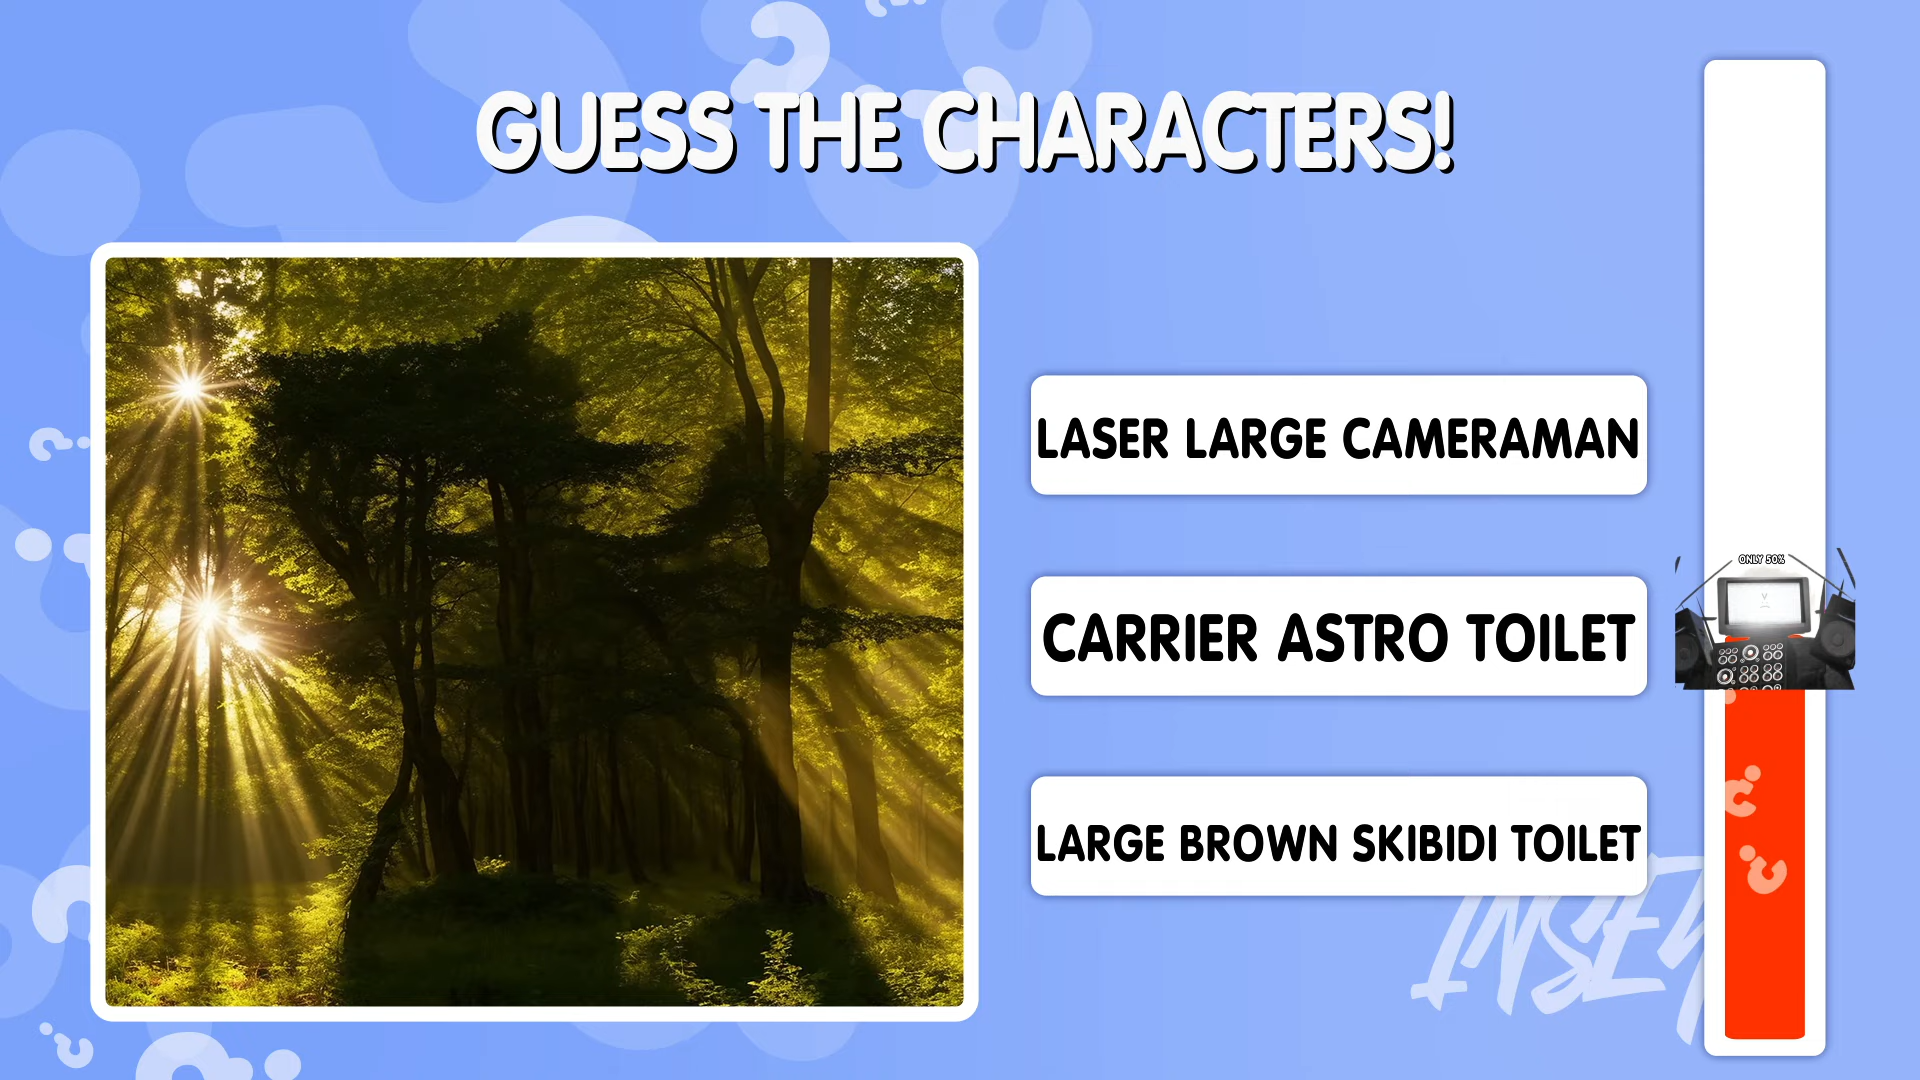 GUESS THE CHARACTERS!
LASER LARGE CAMERAMAN
ONLY 50%
CARRIER ASTRO TOILET
LARGE BROWN SKIBIDI TOILET